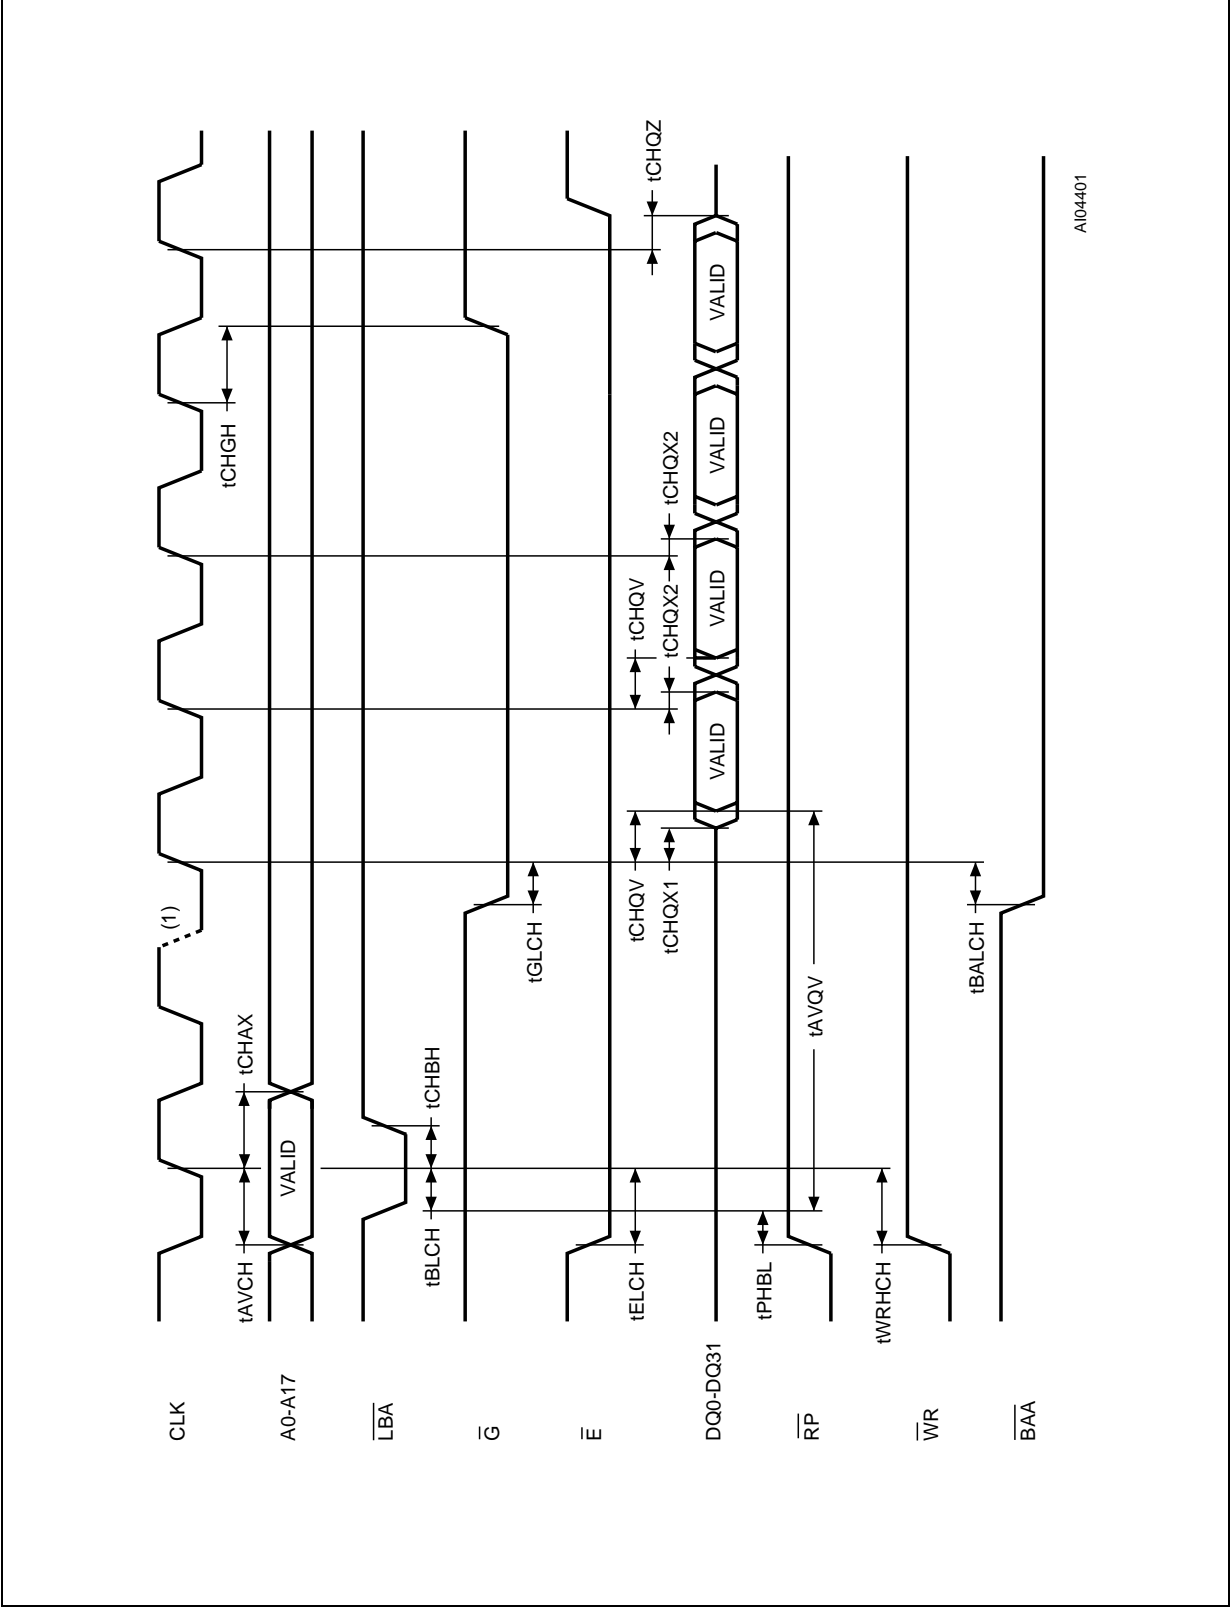 CLK
(1)
tAVCH
tCHAX
tCHGH
A0-A17
VALID
LBA
tBLCH
tCHBH
G
tGLCH
E
tELCH
tCHQV
tCHQV
tCHQX1
tCHQX2
tCHQX2
tCHQZ
DQ0-DQ31
VALID
VALID
VALID
VALID
tPHBL
RP
tAVQV
tWRHCH
WR
tBALCH
BAA
AI04401